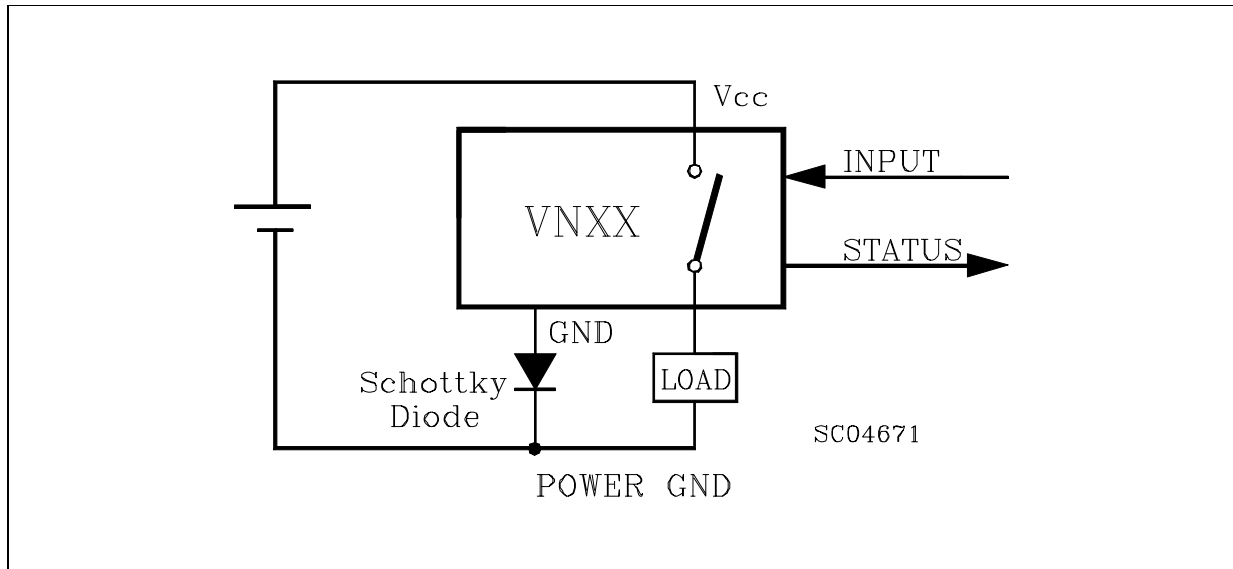 Vcc
INPUT
VNXX
STATUS
GND
Schottky
Diode
LOAD
SC04671
POWER GND